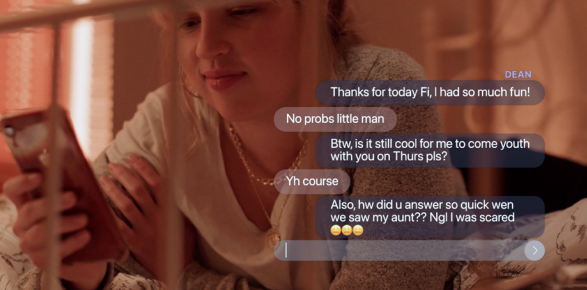 DEAN
Thanks for today Fi, I had so much fun!
No probs little man
Btw, is it still cool for me to come youth
with you on Thurs pls?
Yh course
Also, hw did u answer so quick wen
we saw my aunt?? Ngl I was scared
😅😅😅